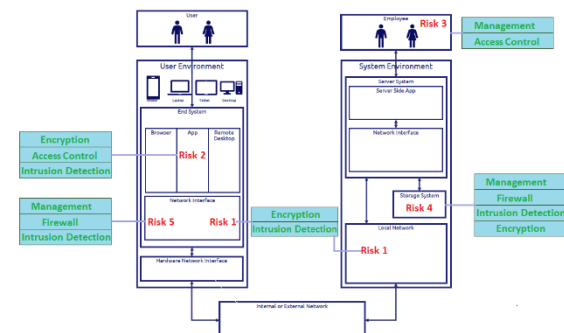 User
Employee
Risk 3
Management
Access Control
User Environment
System Environment
Laptop
Tablet
Desktop
End System
Browser
App
Remote
Desktop
Risk 2
Encryption
Access Control
Intrusion Detection
Server System
Server Side App
Network Interface
Management
Firewall
Intrusion Detection
Network Interface
Risk 5
Risk 1
Encryption
Intrusion Detection
Storage System
Risk 4
Management
Firewall
Intrusion Detection
Encryption
Local Network
Risk 1
Hardware Network Interface
Internal or External Network